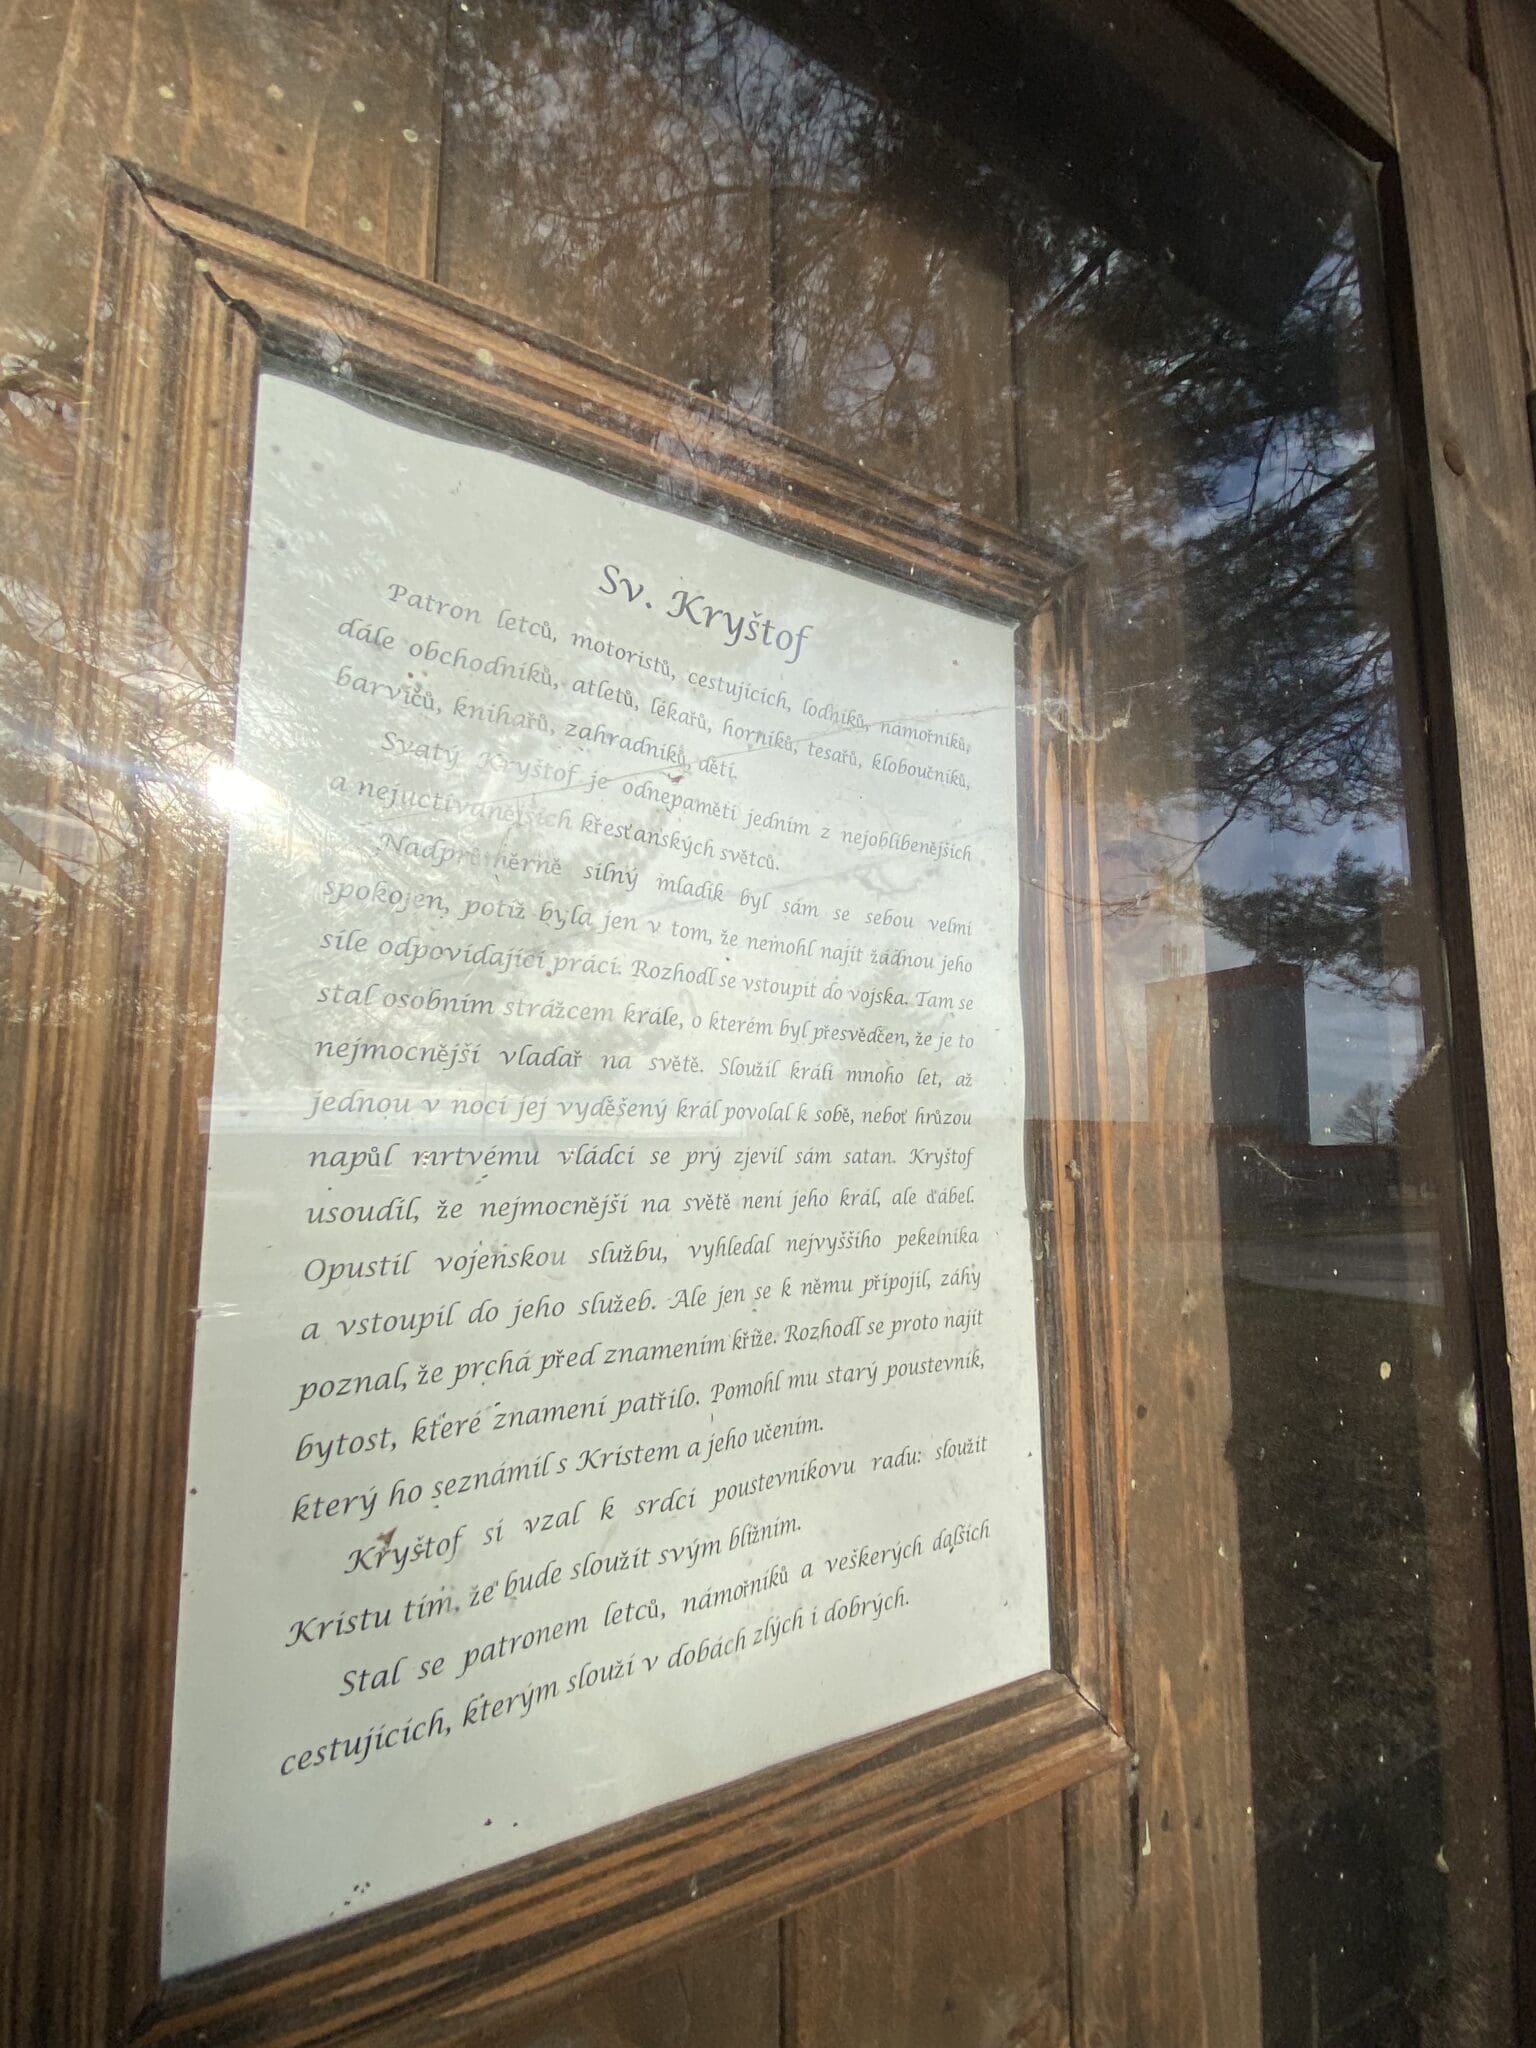 Sv. Kryštof
Patron letců, motoristů, cestujících, lodníků, námořníků,
dále obchodníků, atletů, lékařů, horníků, tesařů, kloboučníků,
barvířů, knihařů, zahradníků, dětí.
Svatý Kryštof je odnepaměti jedním z nejoblíbenějších
a nejuctívanějších křesťanských světců.
Nadprůměrně silný mladík byl sám se sebou velmi
spokojen, potíž byla jen v tom, že nemohl najít žádnou jeho
síle odpovídající práci. Rozhodl se vstoupit do vojska. Tam se
stal osobním strážcem krále, o kterém byl přesvědčen, že je to
nejmocnější vladař na světě. Sloužil králi mnoho let, až
jednou v noci jej vyděšený král povolal k sobě, neboť hrůzou
napůl mrtvému vládci se prý zjevil sám satan. Kryštof
usoudil, že nejmocnější na světě není jeho král, ale ďábel.
Opustil vojenskou službu, vyhledal nejvyššího pekelníka
a vstoupil do jeho služeb. Ale jen se k němu připojil, záhy
poznal, že prchá před znamením kříže. Rozhodl se proto najít
bytost, které znamení patřilo. Pomohl mu starý poustevník,
který ho seznámil s Kristem a jeho učením.
Kryštof si vzal k srdci poustevníkovu radu: sloužit
Kristu tím, že bude sloužit svým bližním.
Stal se patronem letců, námořníků a veškerých dalších
cestujících, kterým slouží v dobách zlých i dobrých.